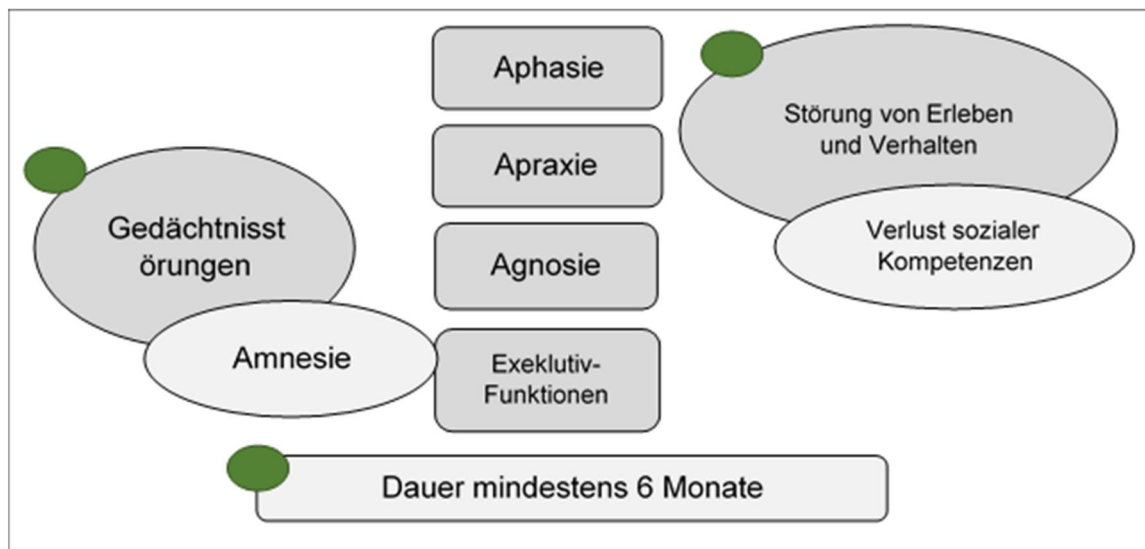 Aphasie
Störung von Erleben
und Verhalten
Apraxie
Gedächtnisst
örungen
Verlust sozialer
Kompetenzen
Agnosie
Amnesie
Exeklutiv-
Funktionen
Dauer mindestens 6 Monate